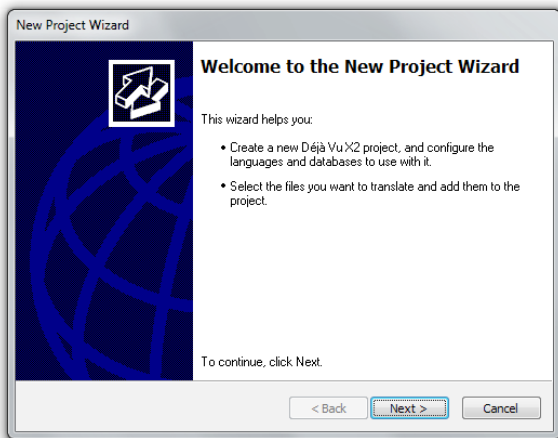 New Project Wizard
Welcome to the New Project Wizard
This wizard helps you:
• Create a new Déjà Vu X2 project, and configure the
languages and databases to use with it.
• Select the files you want to translate and add them to the
project.
To continue, click Next.
< Back
Next >
Cancel